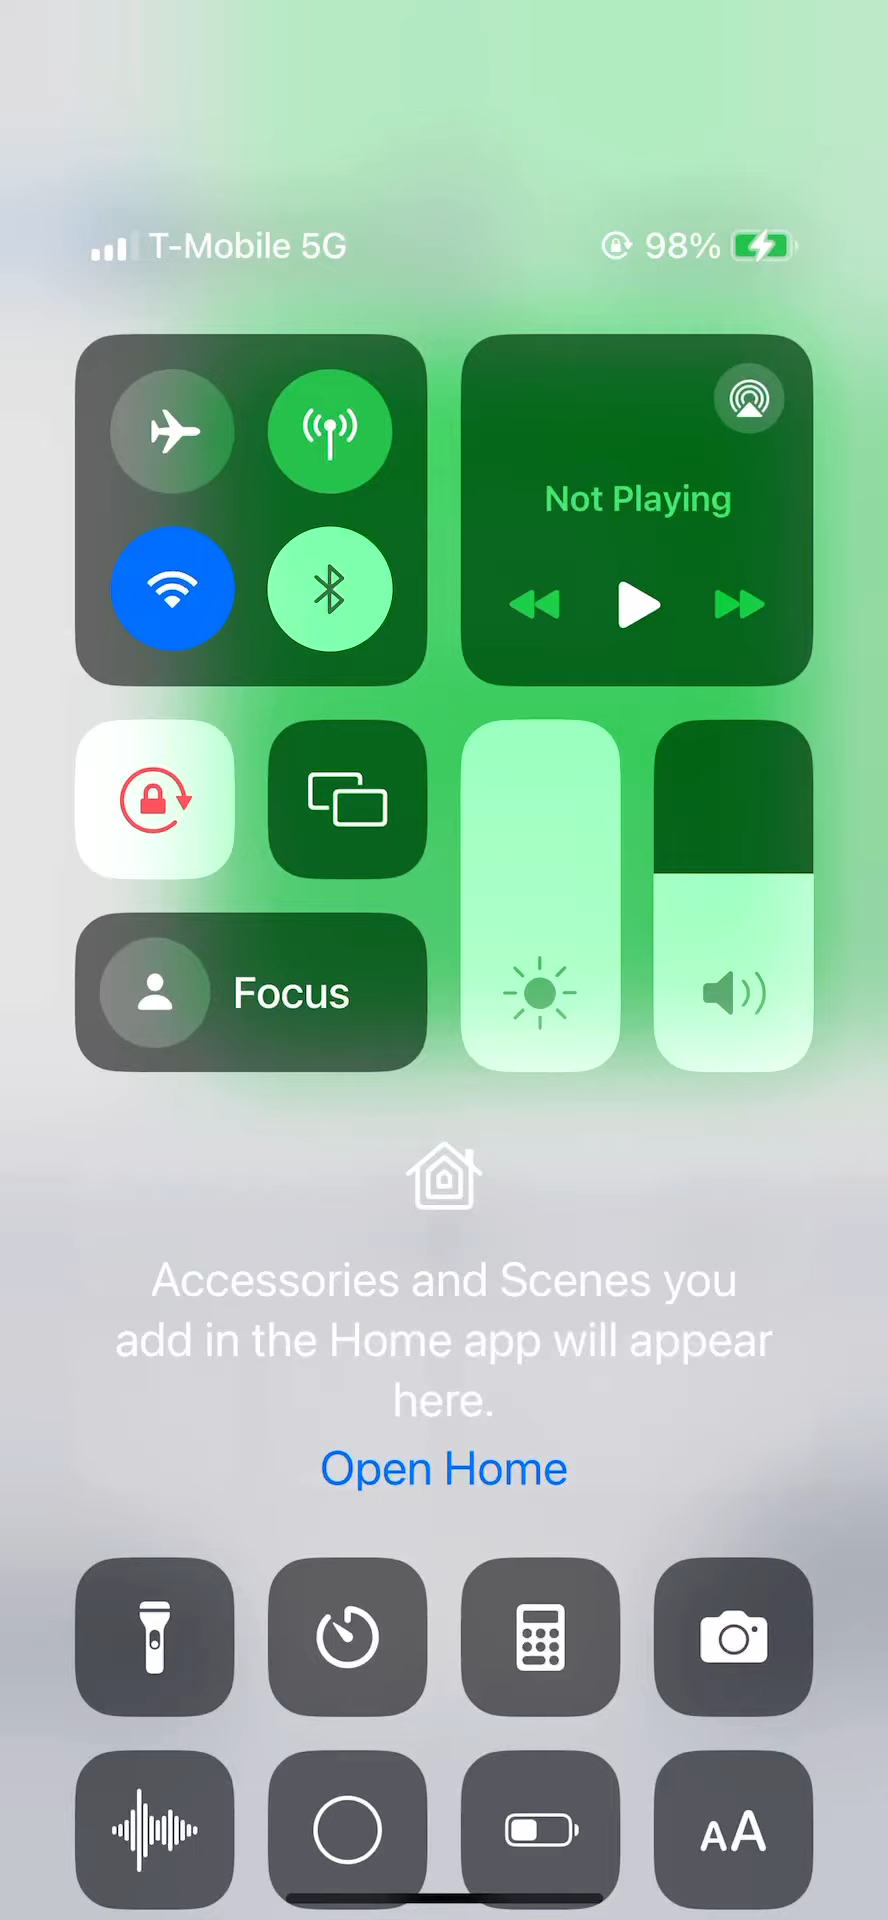 T-Mobile 5G 98%
Not Playing
Focus
Accessories and Scenes you
add in the Home app will appear
here.
Open Home
AA